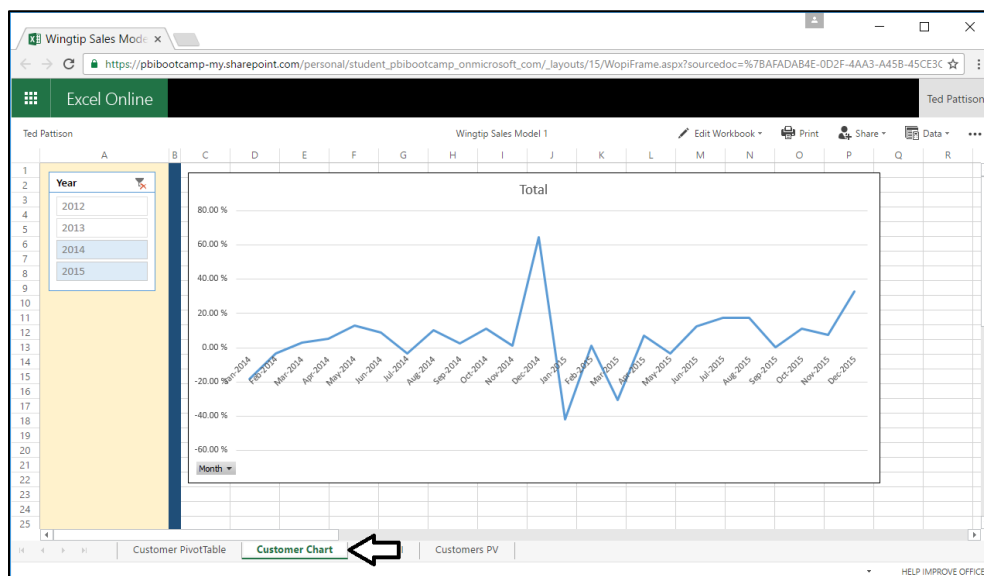 Wingtip Sales Mode
https://pbibootcamp-my.sharepoint.com/personal/student_pbibootcamp_onmicrosoft_com/_layouts/15/WopiFrame.aspx?sourcedoc=%7BAFADAB4E-0D2F-4AA3-A45B-45CE3C
Excel Online
Ted Pattison
Ted Pattison
Wingtip Sales Model 1
Edit Workbook
Print
Share
Data
A B C D E F G H I J K L M N O P Q R
1
2
3
4
5
6
7
8
9
10
11
12
13
14
15
16
17
18
19
20
21
22
23
24
25
Year
2012
2013
2014
2015
Total
80.00 %
60.00 %
40.00 %
20.00 %
0.00 %
-20.00 %
-40.00 %
-60.00 %
Jan-2014
Feb-2014
Mar-2014
Apr-2014
May-2014
Jun-2014
Jul-2014
Aug-2014
Sep-2014
Oct-2014
Nov-2014
Dec-2014
Jan-2015
Feb-2015
Mar-2015
Apr-2015
May-2015
Jun-2015
Jul-2015
Aug-2015
Sep-2015
Oct-2015
Nov-2015
Dec-2015
Month
Customer PivotTable
Customer Chart
Customers PV
HELP IMPROVE OFFICE